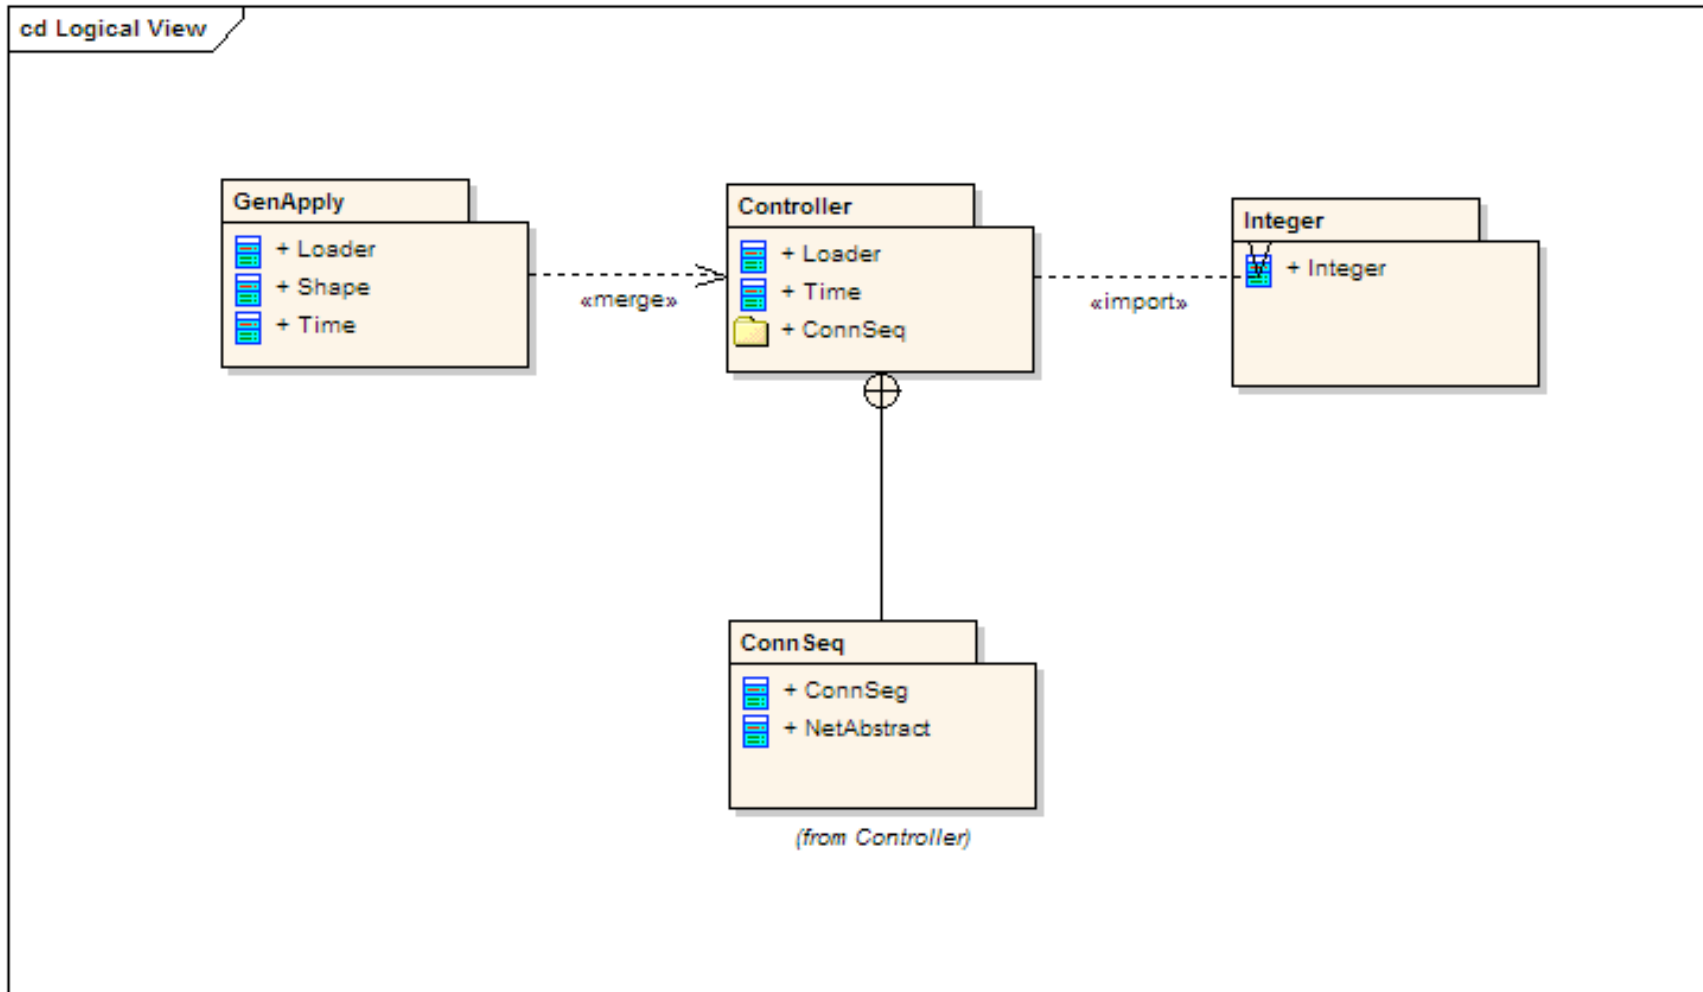 cd Logical View
GenApply
+ Loader
+ Shape
+ Time
«merge»
Controller
+ Loader
+ Time
+ ConnSeq
«import»
Integer
+ Integer
ConnSeq
+ ConnSeg
+ NetAbstract
(from Controller)